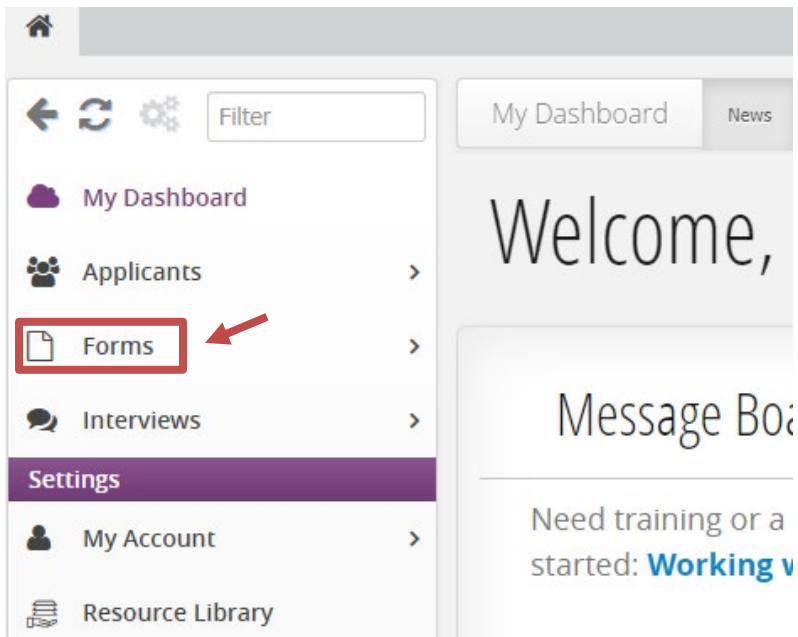 Filter
My Dashboard
Applicants
Forms
Interviews
Settings
My Account
Resource Library
My Dashboard News
Welcome,
Message
Need training or a
started: Working